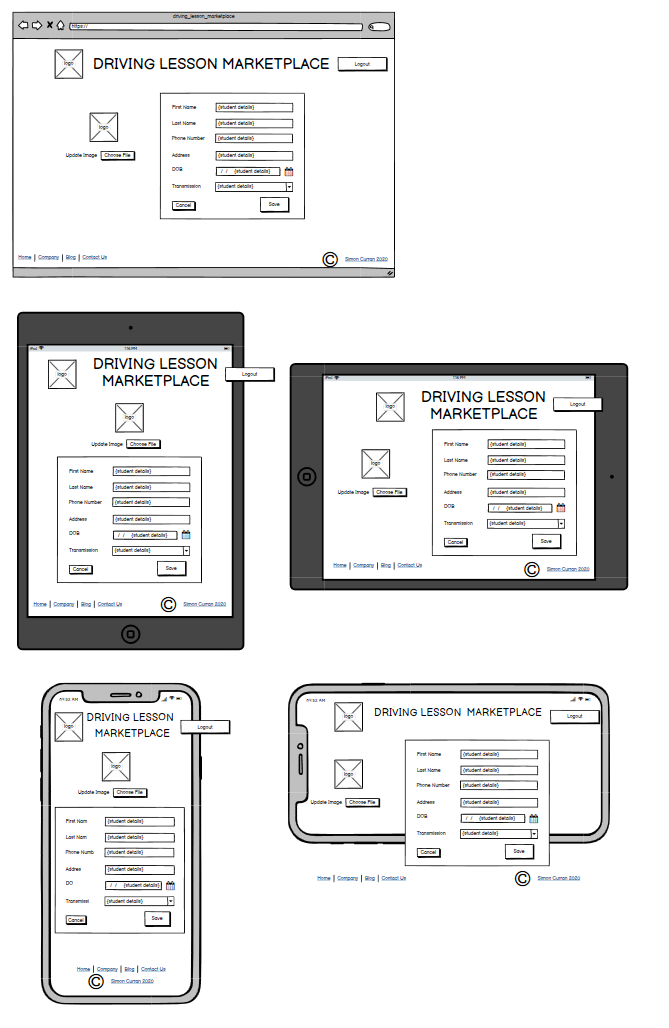 driving_lesson_marketplace
https://
logo
DRIVING LESSON MARKETPLACE
Logout
logo
Update Image
Choose File
First Name {student details}
Last Name {student details}
Phone Number {student details}
Address {student details}
DOB / / {student details}
Transmission {student details}
Cancel
Save
Home | Company | Blog | Contact Us
© Simon Curran 2020
iPad
7:16 PM
logo
DRIVING LESSON
MARKETPLACE
Logout
logo
Update Image
Choose File
First Name {student details}
Last Name {student details}
Phone Number {student details}
Address {student details}
DOB / / {student details}
Transmission {student details}
Cancel
Save
Home | Company | Blog | Contact Us
© Simon Curran 2020
iPad
7:16 PM
logo
DRIVING LESSON
MARKETPLACE
Logout
logo
Update Image
Choose File
First Name {student details}
Last Name {student details}
Phone Number {student details}
Address {student details}
DOB / / {student details}
Transmission {student details}
Cancel
Save
Home | Company | Blog | Contact Us
© Simon Curran 2020
logo
DRIVING LESSON
MARKETPLACE
Logout
logo
Update Image
Choose File
First Nam {student details}
Last Nam {student details}
Phone Numb {student details}
Addres {student details}
DO / / {student details}
Transmissi {student details}
Cancel
Save
Home | Company | Blog | Contact Us
© Simon Curran 2020
logo
DRIVING LESSON MARKETPLACE
Logout
logo
Update Image
Choose File
First Name {student details}
Last Name {student details}
Phone Number {student details}
Address {student details}
DOB / / {student details}
Transmission {student details}
Cancel
Save
Home | Company | Blog | Contact Us
© Simon Curran 2020